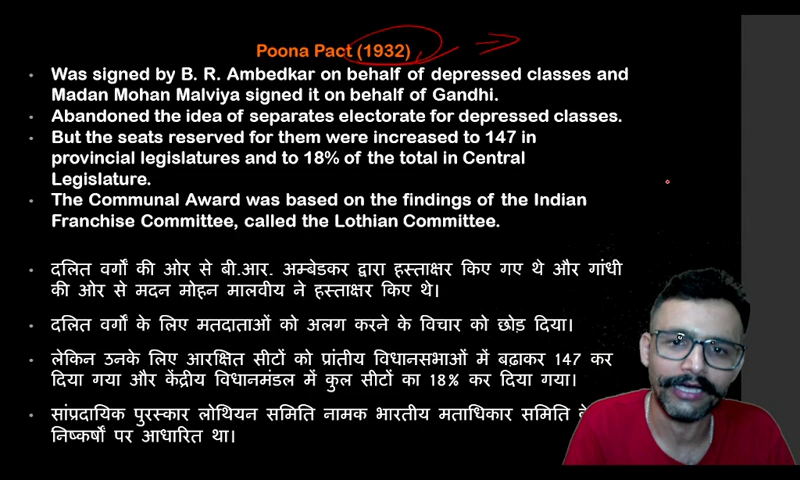 Poona Pact (1932)
• Was signed by B. R. Ambedkar on behalf of depressed classes and
Madan Mohan Malviya signed it on behalf of Gandhi.
• Abandoned the idea of separates electorate for depressed classes.
• But the seats reserved for them were increased to 147 in
provincial legislatures and to 18% of the total in Central
Legislature.
• The Communal Award was based on the findings of the Indian
Franchise Committee, called the Lothian Committee.
• दलित वर्गों की ओर से बी.आर. अम्बेडकर द्वारा हस्ताक्षर किए गए थे और गांधी
की ओर से मदन मोहन मालवीय ने हस्ताक्षर किए थे।
• दलित वर्गों के लिए मतदाताओं को अलग करने के विचार को छोड़ दिया।
• लेकिन उनके लिए आरक्षित सीटों को प्रांतीय विधानसभाओं में बढ़ाकर 147 कर
दिया गया और केंद्रीय विधानमंडल में कुल सीटों का 18% कर दिया गया।
• सांप्रदायिक पुरस्कार लोथियन समिति नामक भारतीय मताधिकार समिति
निष्कर्षों पर आधारित था।